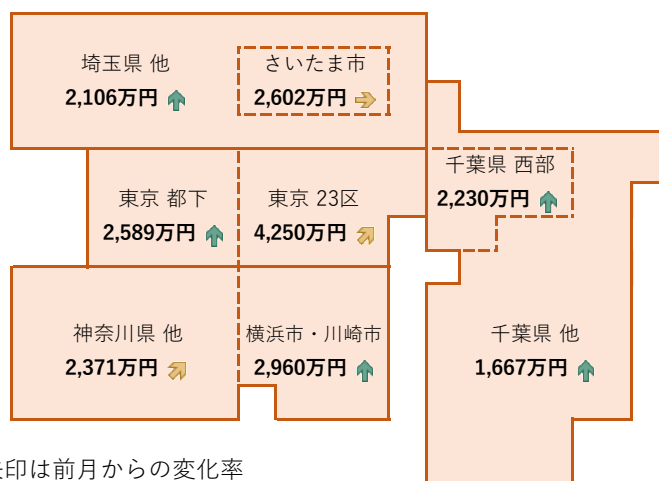 埼玉県 他
2,106万円
さいたま市
2,602万円
千葉県 西部
2,230万円
東京 都下
2,589万円
東京 23区
4,250万円
神奈川県 他
2,371万円
横浜市・川崎市
2,960万円
千葉県 他
1,667万円
印は前月からの変化率